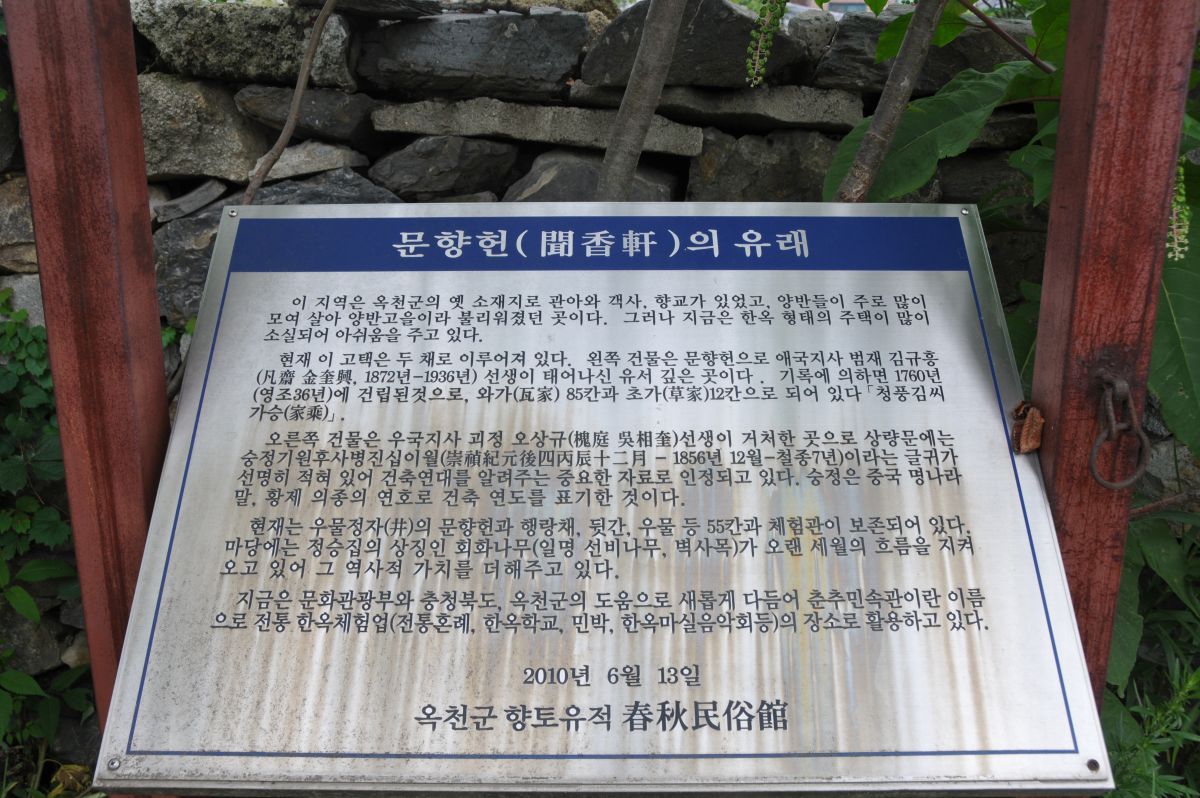 문향헌(聞香軒)의 유래
이 지역은 옥천군의 옛 소재지로 관아와 객사, 향교가 있었고, 양반들이 주로 많이
모여 살아 양반고을이라 불리워졌던 곳이다. 그러나 지금은 한옥 형태의 주택이 많이
소실되어 아쉬움을 주고 있다.
현재 이 고택은 두 채로 이루어져 있다. 왼쪽 건물은 문향헌으로 애국지사 범재 김규흥
(凡齋 金奎興, 1872년-1936년) 선생이 태어나신 유서 깊은 곳이다. 기록에 의하면 1760년
(영조36년)에 건립된것으로, 와가(瓦家) 85칸과 초가(草家)12칸으로 되어 있다「청풍김씨
가승(家乘)」.
오른쪽 건물은 우국지사 괴정 오상규(槐庭 吳相奎)선생이 거처한 곳으로 상량문에는
숭정기원후사병진십이월(崇禎紀元後四丙辰十二月 - 1856년 12월-철종7년)이라는 글귀가
선명히 적혀 있어 건축연대를 알려주는 중요한 자료로 인정되고 있다. 숭정은 중국 명나라
말, 황제 의종의 연호로 건축 연도를 표기한 것이다.
현재는 우물정자(井)의 문향헌과 행랑채, 뒷간, 우물 등 55칸과 체험관이 보존되어 있다.
마당에는 정승집의 상징인 회화나무(일명 선비나무, 벽사목)가 오랜 세월의 흐름을 지켜
오고 있어 그 역사적 가치를 더해주고 있다.
지금은 문화관광부와 충청북도, 옥천군의 도움으로 새롭게 다듬어 춘추민속관이란 이름
으로 전통 한옥체험업(전통혼례, 한옥학교, 민박, 한옥마실음악회등)의 장소로 활용하고 있다.
2010년 6월 13일
옥천군 향토유적 春秋民俗館